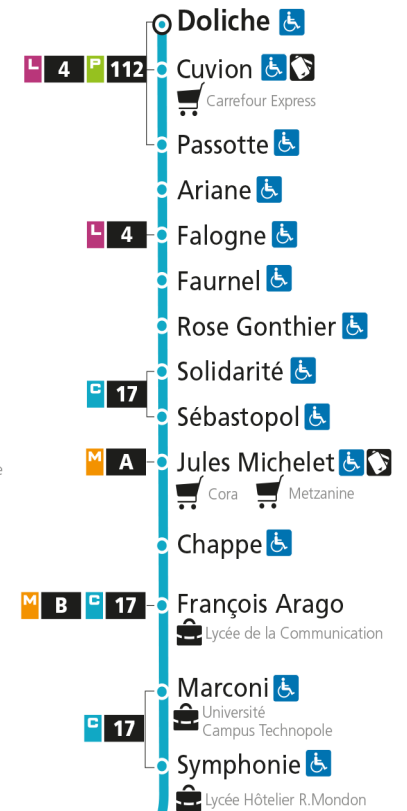 Doliche
L 4 P 112 Cuvion
Carrefour Express
Passotte
Ariane
L 4 Falogne
Faurnel
Rose Gonthier
Solidarité
C 17
Sébastopol
M A Jules Michelet
Cora Metzanine
Chappe
M B C 17 François Arago
Lycée de la Communication
Marconi
Université
C 17 Campus Technopole
Symphonie
Lycée Hôtelier R.Mondon